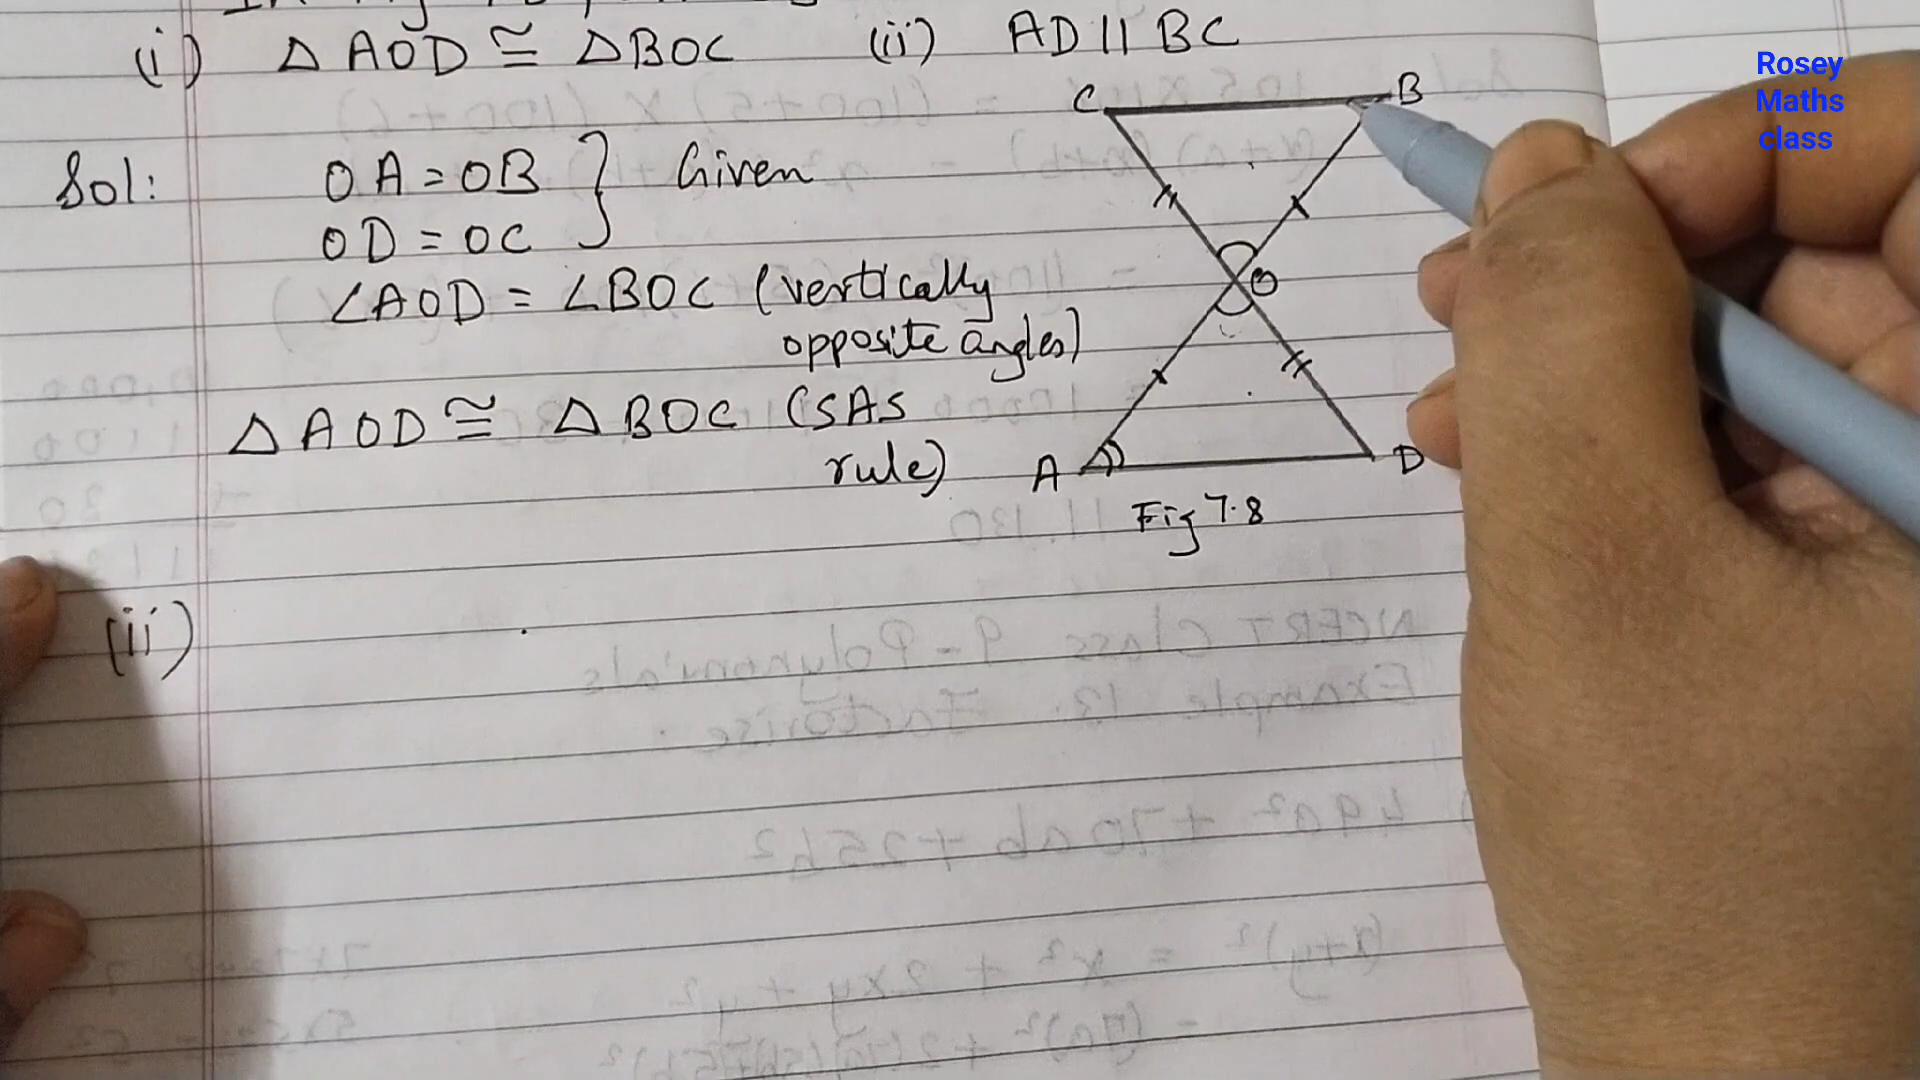 (i) △ AOD ≅ △BOC (ii) AD || BC
Rosey
Maths
class
C B
Sol: OA = OB } Given
OD = OC
∠AOD = ∠BOC (vertically
opposite angles)
O
△ AOD ≅ △ BOC (SAS
rule)
A D
Fig 7.8
(ii)